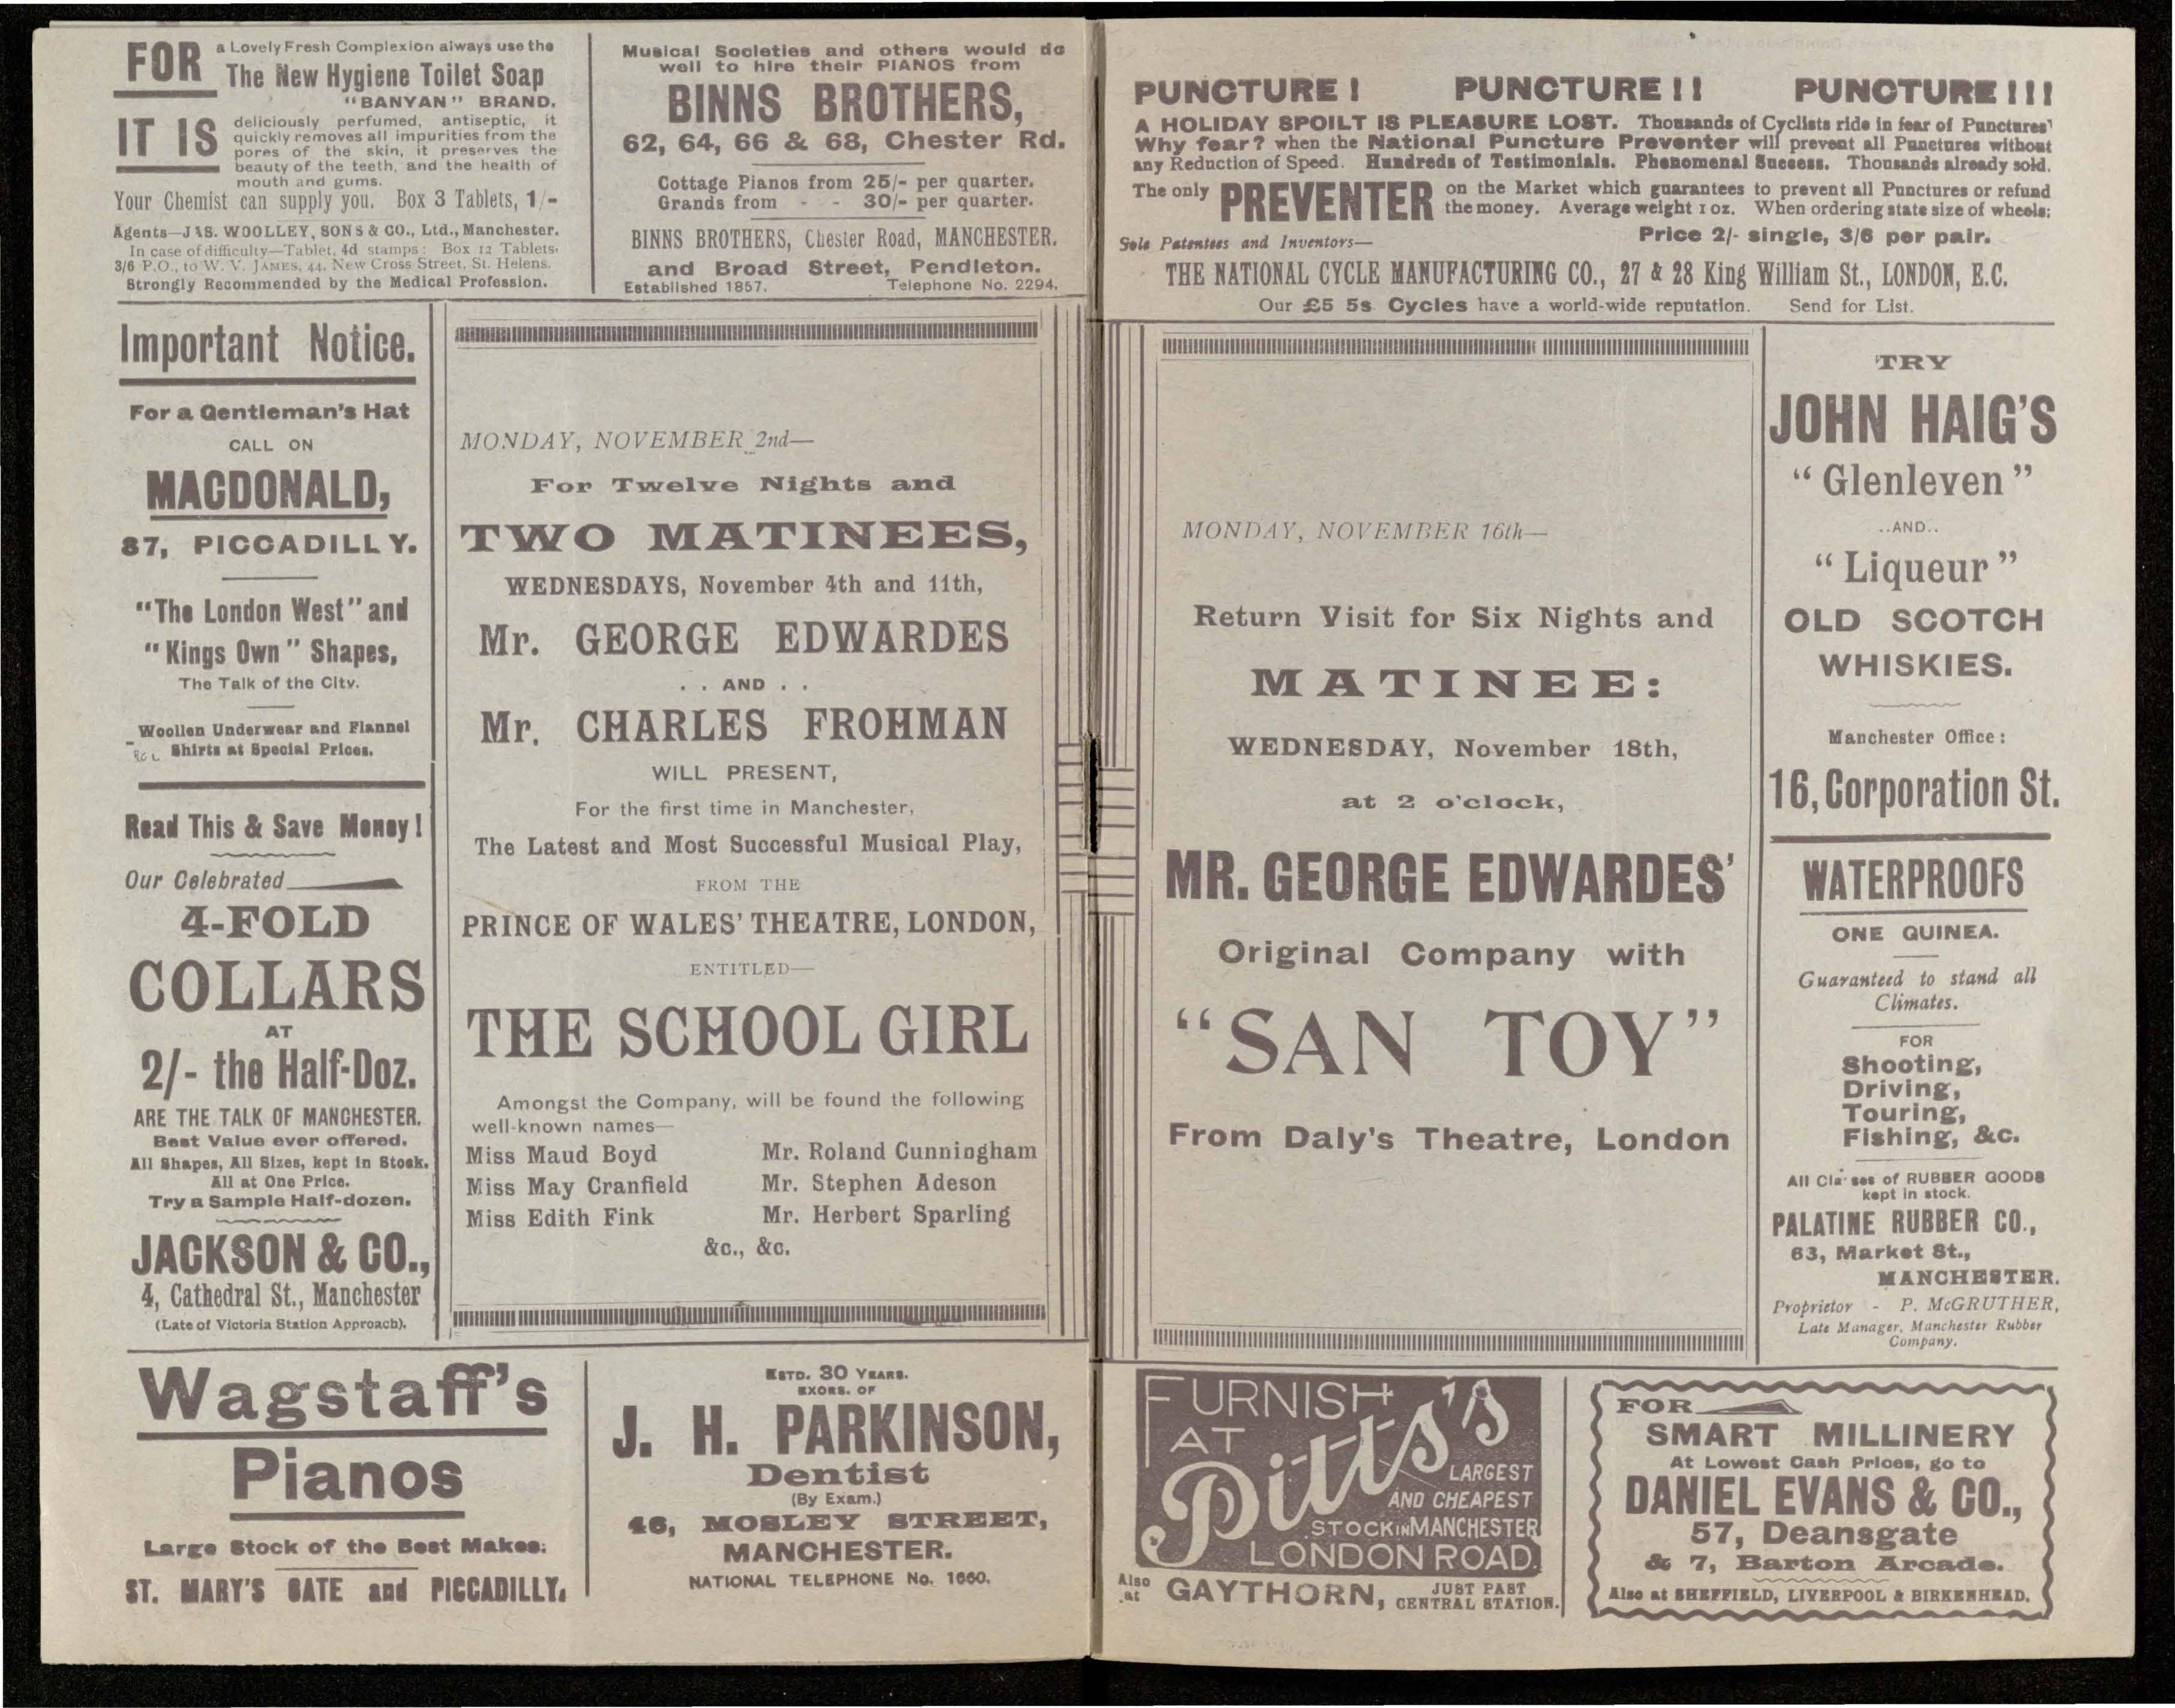 FOR a Lovely Fresh Complexion always use the
The New Hygiene Toilet Soap
"BANYAN" BRAND.
IT IS deliciously perfumed, antiseptic, it
quickly removes all impurities from the
pores of the skin, it preserves the
beauty of the teeth, and the health of
mouth and gums.
Your Chemist can supply you. Box 3 Tablets, 1/-
Agents—JAS. WOOLLEY, SONS & CO., Ltd., Manchester.
In case of difficulty—Tablet, 4d stamps: Box 12 Tablets,
3/6 P.O., to W. V. JAMES, 44, New Cross Street, St. Helens.
Strongly Recommended by the Medical Profession.
Musical Societies and others would do
well to hire their PIANOS from
BINNS BROTHERS,
62, 64, 66 & 68, Chester Rd.
Cottage Pianos from 25/- per quarter.
Grands from - - 30/- per quarter.
BINNS BROTHERS, Chester Road, MANCHESTER.
and Broad Street, Pendleton.
Established 1857. Telephone No. 2294.
Important Notice.
For a Gentleman's Hat
CALL ON
MACDONALD,
87, PICCADILLY.
"The London West" and
"Kings Own" Shapes,
The Talk of the City.
Woollen Underwear and Flannel
Shirts at Special Prices.
Read This & Save Money!
Our Celebrated
4-FOLD
COLLARS
AT
2/- the Half-Doz.
ARE THE TALK OF MANCHESTER.
Best Value ever offered.
All Shapes, All Sizes, kept in Stock.
All at One Price.
Try a Sample Half-dozen.
JACKSON & CO.,
4, Cathedral St., Manchester
(Late of Victoria Station Approach).
MONDAY, NOVEMBER 2nd—
For Twelve Nights and
TWO MATINEES,
WEDNESDAYS, November 4th and 11th,
Mr. GEORGE EDWARDES
. . AND . .
Mr. CHARLES FROHMAN
WILL PRESENT,
For the first time in Manchester,
The Latest and Most Successful Musical Play,
FROM THE
PRINCE OF WALES' THEATRE, LONDON,
ENTITLED—
THE SCHOOL GIRL
Amongst the Company, will be found the following
well-known names—
Miss Maud Boyd Mr. Roland Cunningham
Miss May Cranfield Mr. Stephen Adeson
Miss Edith Fink Mr. Herbert Sparling
&c., &c.
Wagstaff's
Pianos
Large Stock of the Best Makes.
ST. MARY'S GATE and PICCADILLY.
ESTD. 30 YEARS.
EXORS. OF
J. H. PARKINSON,
Dentist
(By Exam.)
46, MOSLEY STREET,
MANCHESTER.
NATIONAL TELEPHONE No. 1660.
PUNCTURE! PUNCTURE!! PUNCTURE!!!
A HOLIDAY SPOILT IS PLEASURE LOST. Thousands of Cyclists ride in fear of Punctures'
Why fear? when the National Puncture Preventer will prevent all Punctures without
any Reduction of Speed. Hundreds of Testimonials. Phenomenal Success. Thousands already sold.
The only PREVENTER on the Market which guarantees to prevent all Punctures or refund
the money. Average weight 1 oz. When ordering state size of wheels;
Sole Patentees and Inventors— Price 2/- single, 3/6 per pair.
THE NATIONAL CYCLE MANUFACTURING CO., 27 & 28 King William St., LONDON, E.C.
Our £5 5s Cycles have a world-wide reputation. Send for List.
MONDAY, NOVEMBER 16th—
Return Visit for Six Nights and
MATINEE:
WEDNESDAY, November 18th,
at 2 o'clock,
MR. GEORGE EDWARDES'
Original Company with
"SAN TOY"
From Daly's Theatre, London
TRY
JOHN HAIG'S
"Glenleven"
..AND..
"Liqueur"
OLD SCOTCH
WHISKIES.
Manchester Office:
16, Corporation St.
WATERPROOFS
ONE GUINEA.
Guaranteed to stand all
Climates.
FOR
Shooting,
Driving,
Touring,
Fishing, &c.
All Cla ses of RUBBER GOODS
kept in stock.
PALATINE RUBBER CO.,
63, Market St.,
MANCHESTER.
Proprietor - P. McGRUTHER,
Late Manager, Manchester Rubber
Company.
FURNISH
AT
Pitts's
LARGEST
AND CHEAPEST
STOCK IN MANCHESTER
LONDON ROAD.
Also at GAYTHORN, JUST PAST
CENTRAL STATION.
FOR
SMART MILLINERY
At Lowest Cash Prices, go to
DANIEL EVANS & CO.,
57, Deansgate
& 7, Barton Arcade.
Also at SHEFFIELD, LIVERPOOL & BIRKENHEAD.